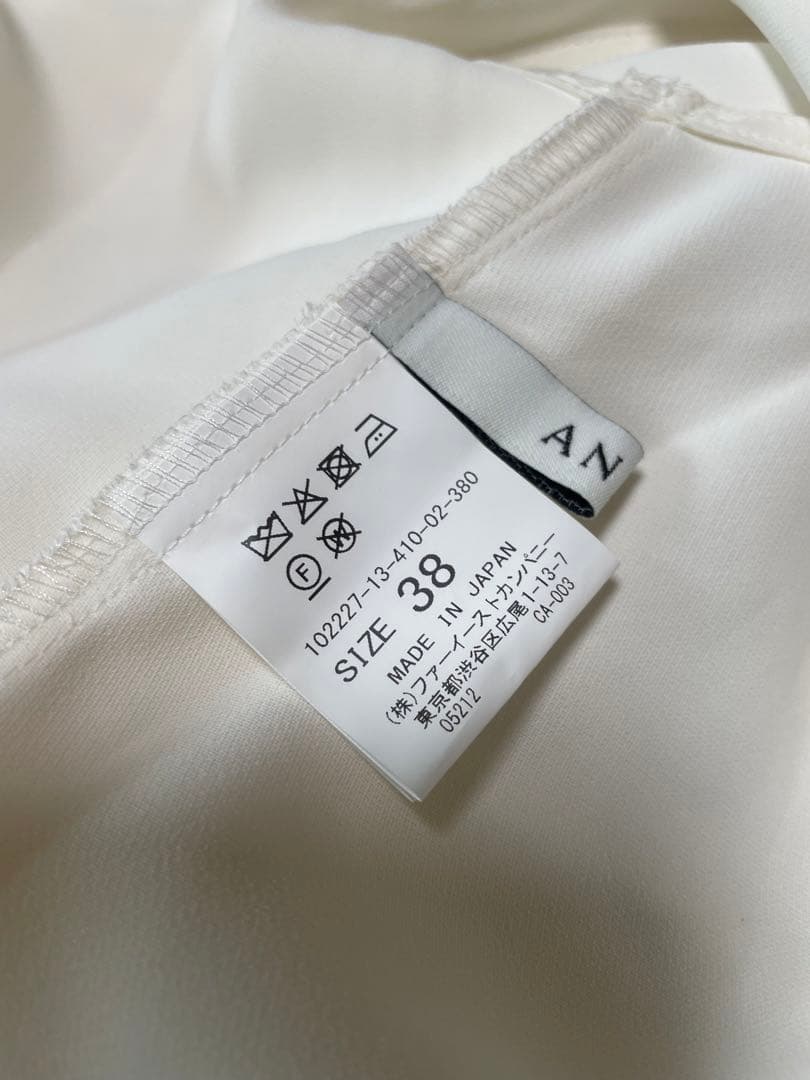 AN
F
W
102227-13-410-02-380
SIZE 38
MADE IN JAPAN
(株)ファーイーストカンパニー
東京都渋谷区広尾1-13-7
05212 CA-003